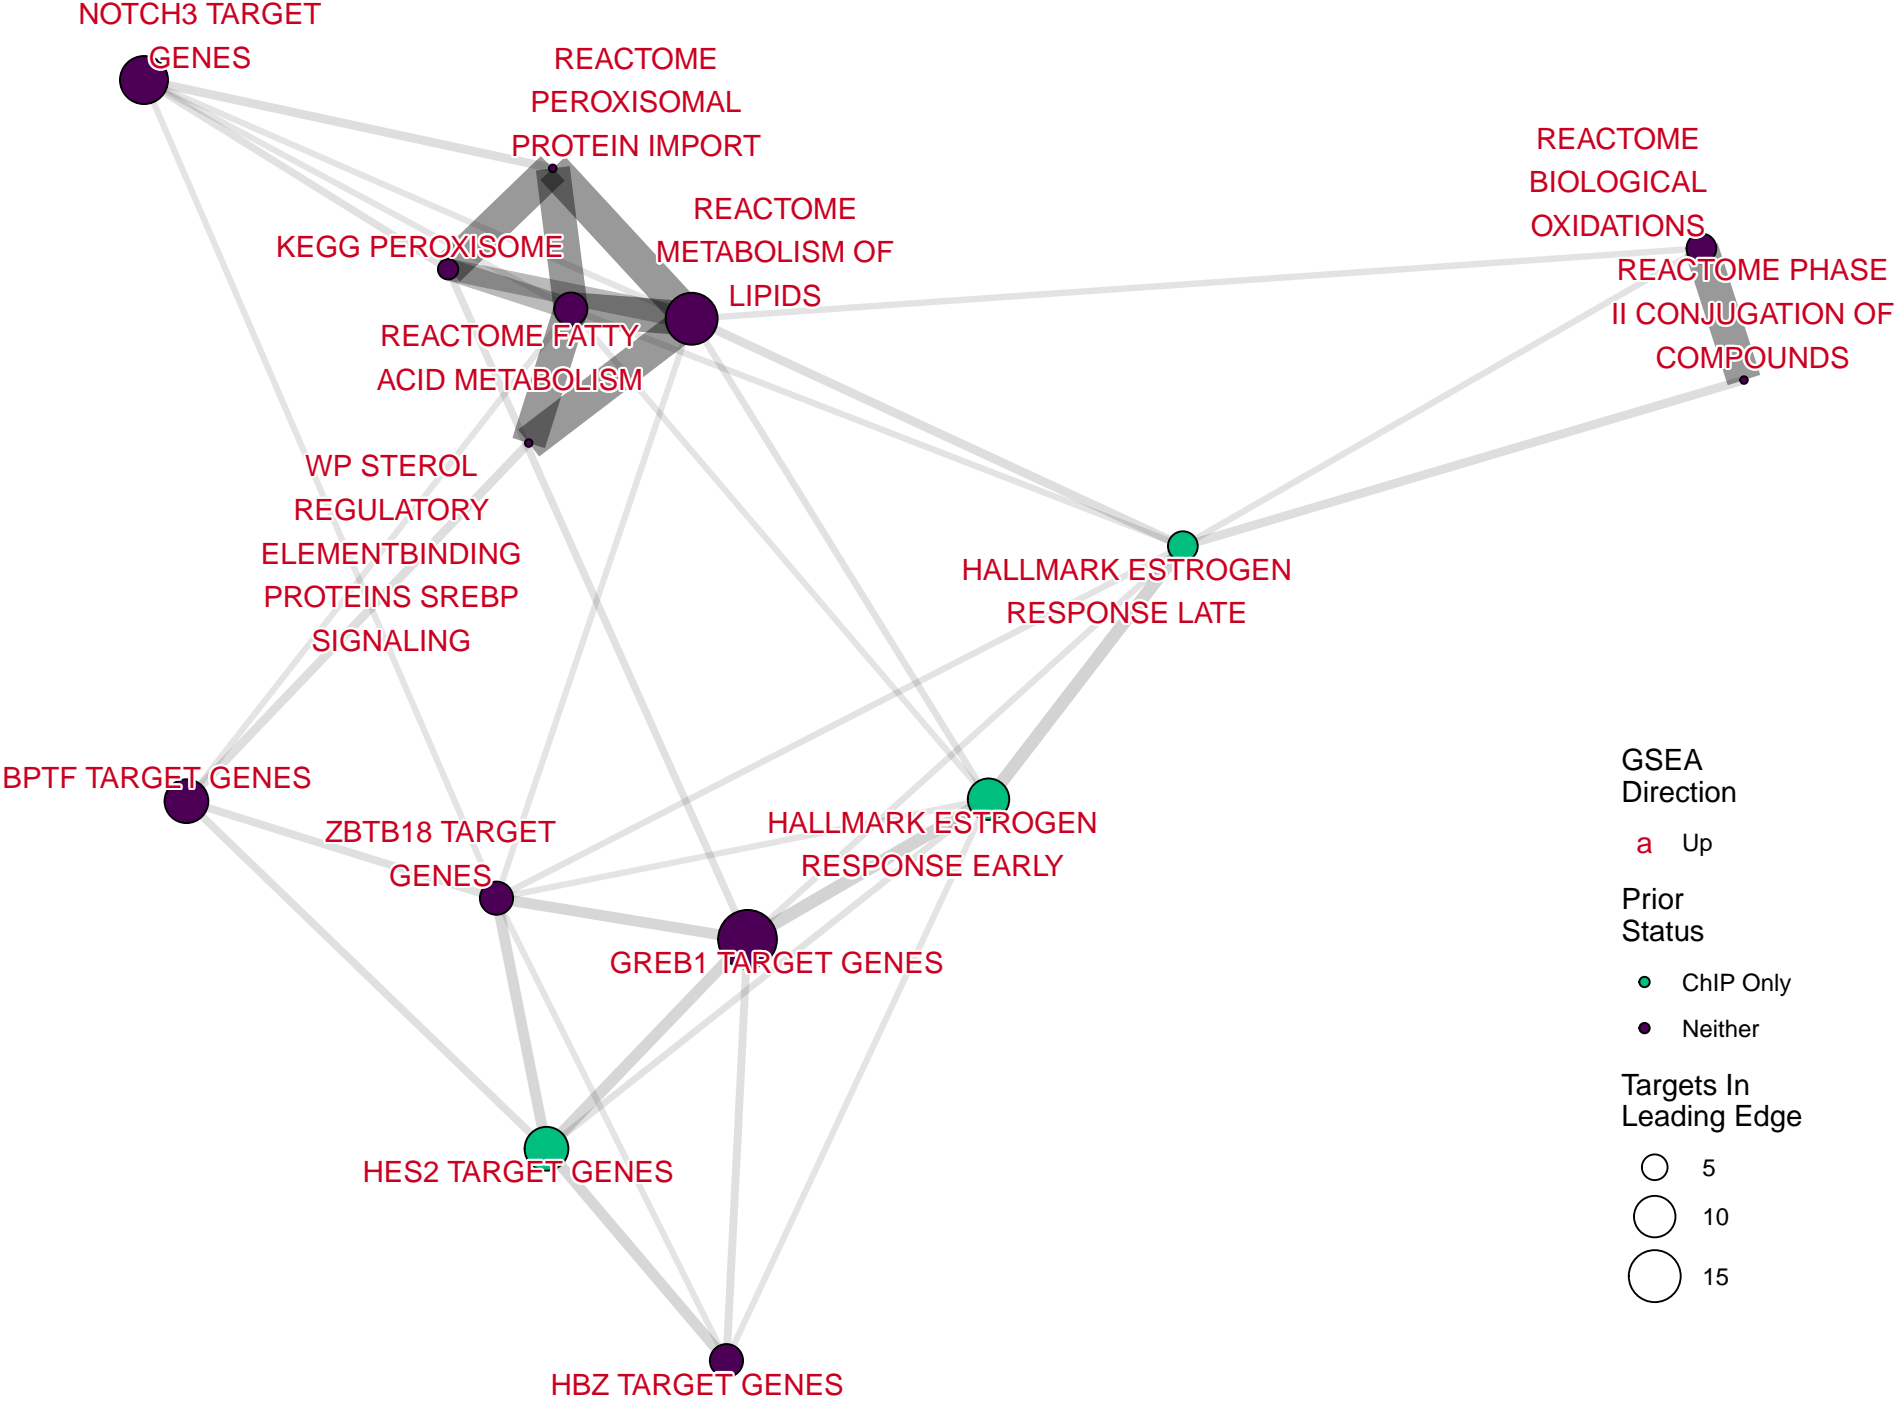 NOTCH3 TARGET
GENES
REACTOME
PEROXISOMAL
PROTEIN IMPORT
REACTOME
BIOLOGICAL
OXIDATIONS
REACTOME
METABOLISM OF
LIPIDS
KEGG PEROXISOME
REACTOME PHASE
II CONJUGATION OF
COMPOUNDS
REACTOME FATTY
ACID METABOLISM
WP STEROL
REGULATORY
ELEMENTBINDING
PROTEINS SREBP
SIGNALING
HALLMARK ESTROGEN
RESPONSE LATE
BPTF TARGET GENES
ZBTB18 TARGET
GENES
HALLMARK ESTROGEN
RESPONSE EARLY
GREB1 TARGET GENES
HES2 TARGET GENES
HBZ TARGET GENES
GSEA
Direction
a Up
Prior
Status
ChIP Only
Neither
Targets In
Leading Edge
5
10
15